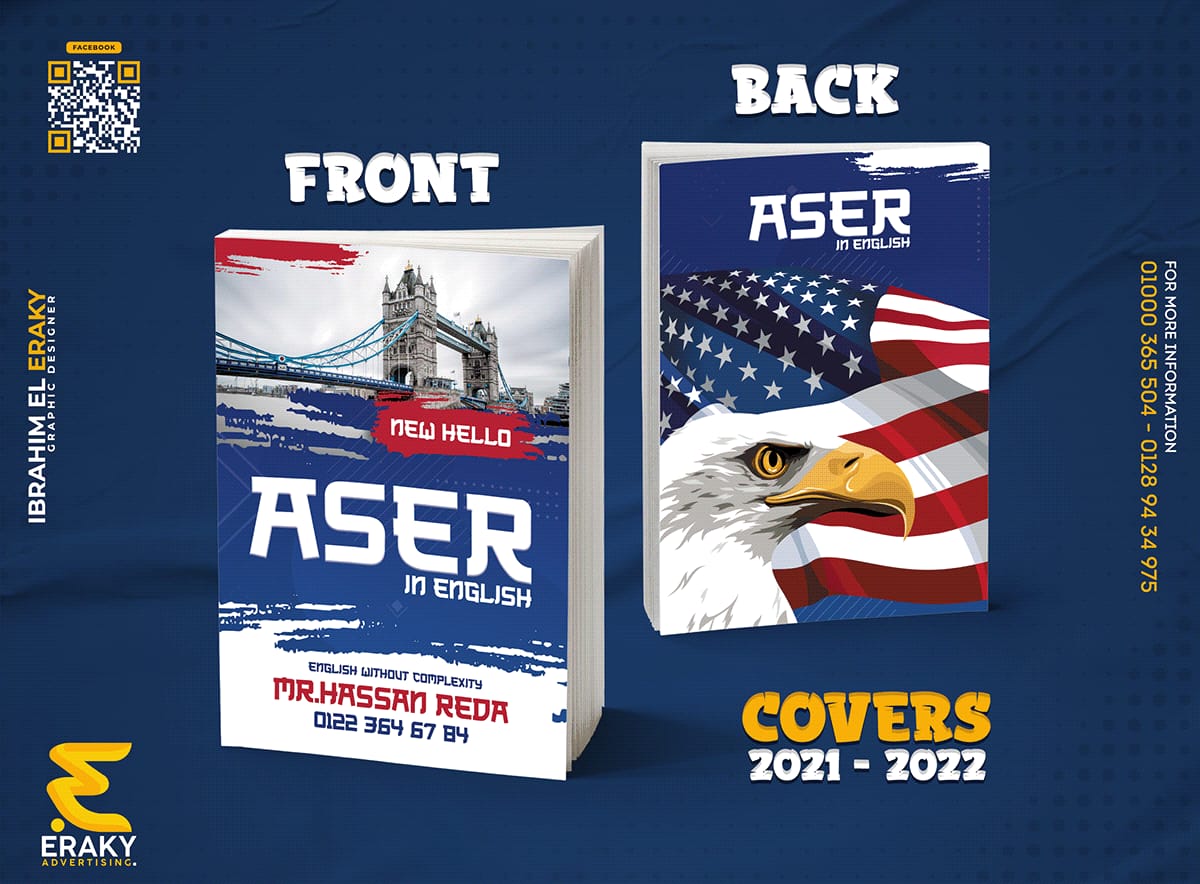 FACEBOOK
FRONT
BACK
NEW HELLO
ASER
IN ENGLISH
ENGLISH WITHOUT COMPLEXITY
MR.HASSAN REDA
0122 364 67 84
ASER
IN ENGLISH
COVERS
2021 - 2022
IBRAHIM EL ERAKY
GRAPHIC DESIGNER
FOR MORE INFORMATION
01000 365 504 - 0128 94 34 975
ERAKY
ADVERTISING.